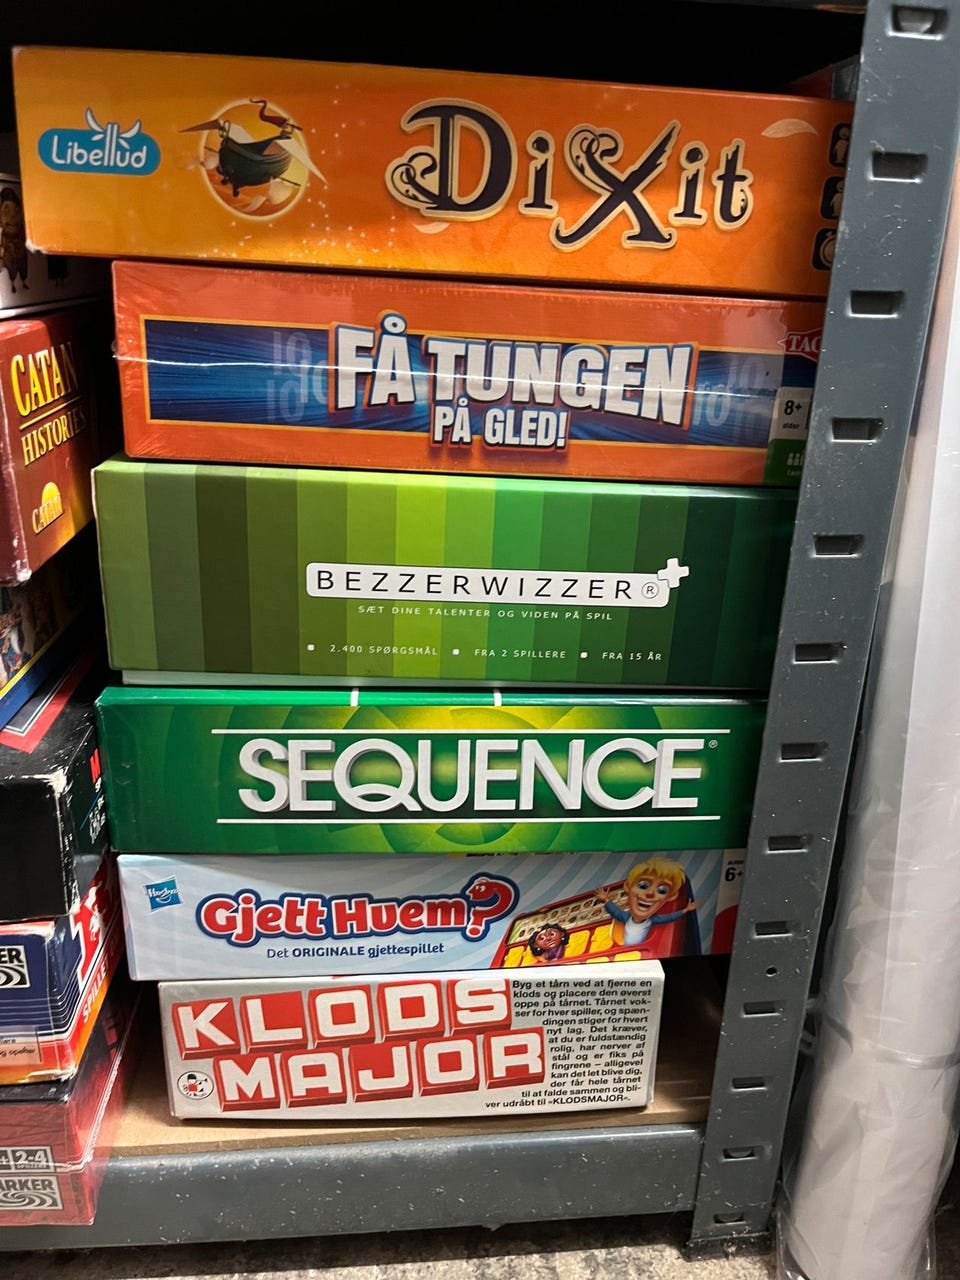 Libellud
DiXit
FÅ TUNGEN
PÅ GLED!
8+
alder
CATAN
HISTORIES
CATAN
BEZZERWIZZER®
SÆT DINE TALENTER OG VIDEN PÅ SPIL
2.400 SPØRGSMÅL
FRA 2 SPILLERE
FRA 15 ÅR
SEQUENCE®
Hasbro
Gjett Hvem?
Det ORIGINALE gjettespillet
6+
KLODS
MAJOR
Byg et tårn ved at fjerne en
klods og placere den øverst
oppe på tårnet. Tårnet vok-
ser for hver spiller, og spæn-
dingen stiger for hvert
nyt lag. Det kræver,
at du er fuldstændig
rolig, har nerver af
stål og er fiks på
fingrene – alligevel
kan det let blive dig,
der får hele tårnet
til at falde sammen og bli-
ver udråbt til »KLODSMAJOR«.
2-4
SPILLERE